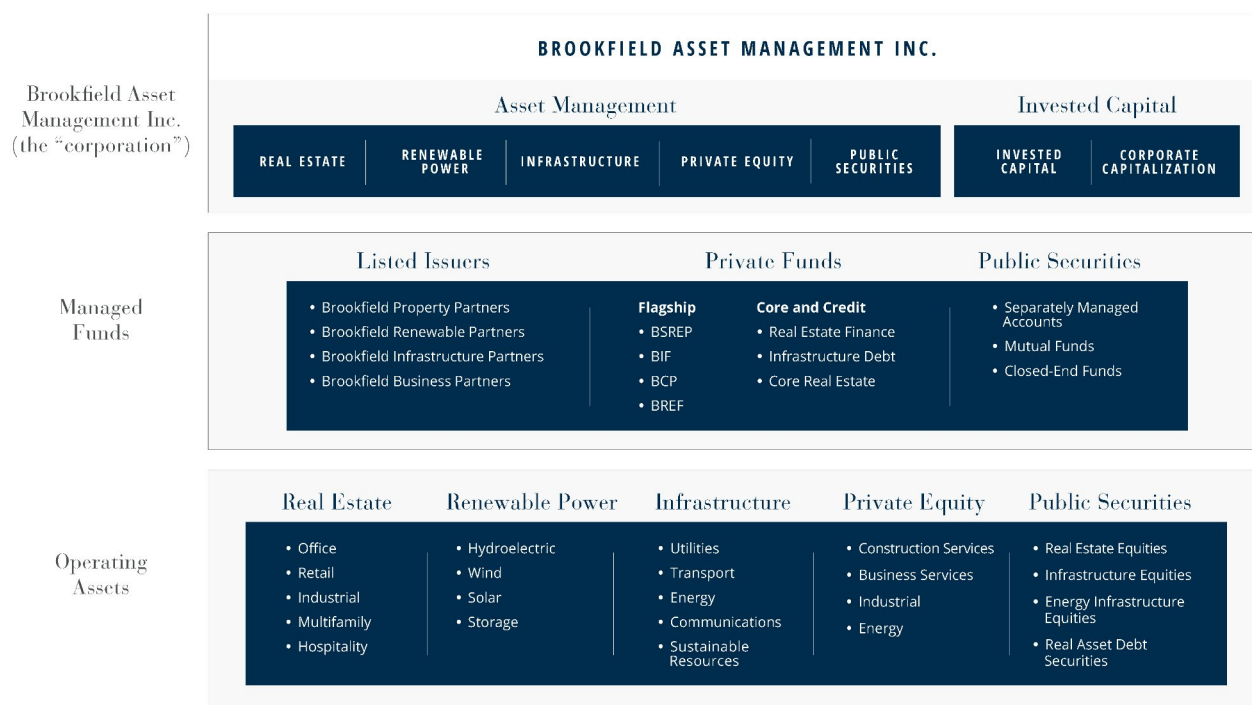 BROOKFIELD ASSET MANAGEMENT INC.
Brookfield Asset
Management Inc.
(the “corporation”)
Asset Management
REAL ESTATE
RENEWABLE
POWER
INFRASTRUCTURE
PRIVATE EQUITY
PUBLIC
SECURITIES
Invested Capital
INVESTED
CAPITAL
CORPORATE
CAPITALIZATION
Managed
Funds
Listed Issuers
• Brookfield Property Partners
• Brookfield Renewable Partners
• Brookfield Infrastructure Partners
• Brookfield Business Partners
Private Funds
Flagship
• BSREP
• BIF
• BCP
• BREF
Core and Credit
• Real Estate Finance
• Infrastructure Debt
• Core Real Estate
Public Securities
• Separately Managed
Accounts
• Mutual Funds
• Closed-End Funds
Operating
Assets
Real Estate
• Office
• Retail
• Industrial
• Multifamily
• Hospitality
Renewable Power
• Hydroelectric
• Wind
• Solar
• Storage
Infrastructure
• Utilities
• Transport
• Energy
• Communications
• Sustainable
Resources
Private Equity
• Construction Services
• Business Services
• Industrial
• Energy
Public Securities
• Real Estate Equities
• Infrastructure Equities
• Energy Infrastructure
Equities
• Real Asset Debt
Securities